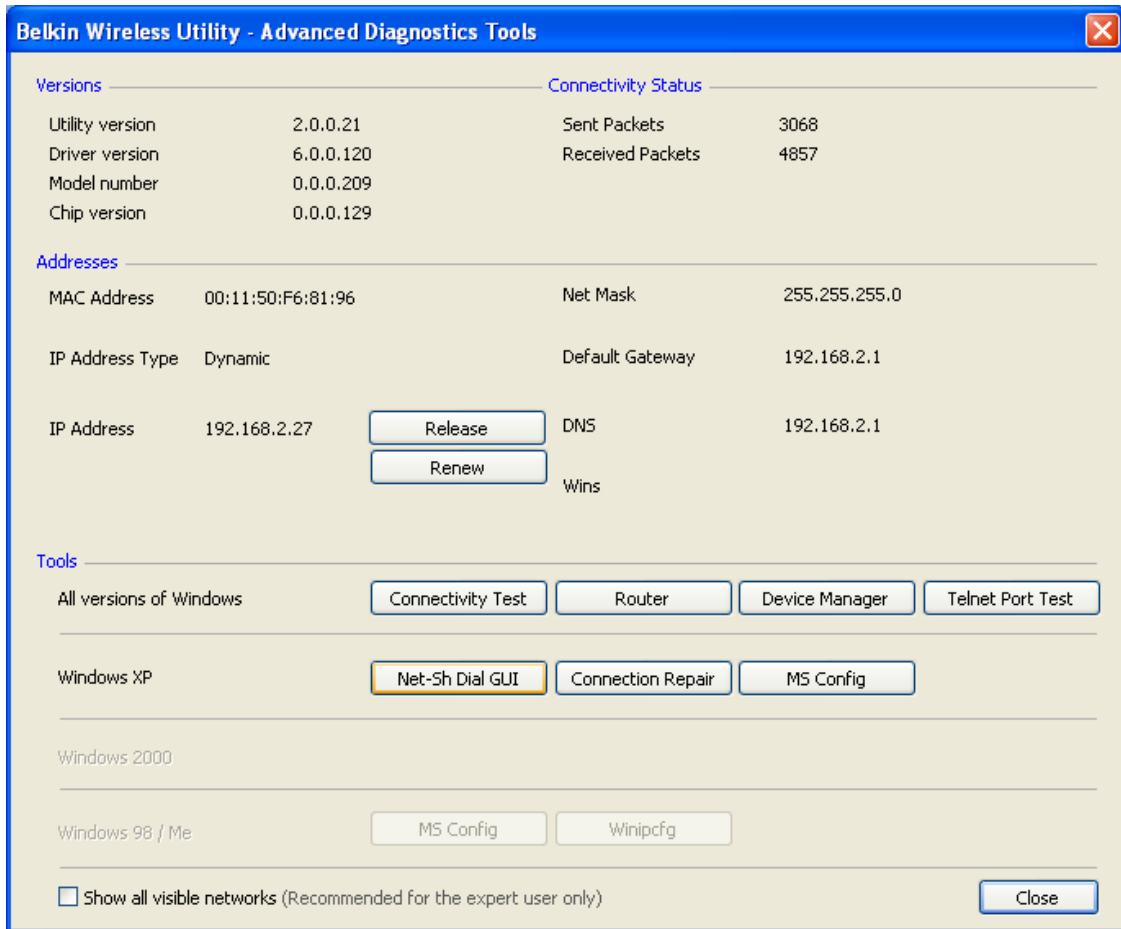 Belkin Wireless Utility - Advanced Diagnostics Tools
Versions
Utility version 2.0.0.21
Driver version 6.0.0.120
Model number 0.0.0.209
Chip version 0.0.0.129
Connectivity Status
Sent Packets 3068
Received Packets 4857
Addresses
MAC Address 00:11:50:F6:81:96
IP Address Type Dynamic
IP Address 192.168.2.27 Release
Renew
Net Mask 255.255.255.0
Default Gateway 192.168.2.1
DNS 192.168.2.1
Wins
Tools
All versions of Windows Connectivity Test Router Device Manager Telnet Port Test
Windows XP Net-Sh Dial GUI Connection Repair MS Config
Windows 2000
Windows 98 / Me MS Config Winipcfg
Show all visible networks (Recommended for the expert user only) Close